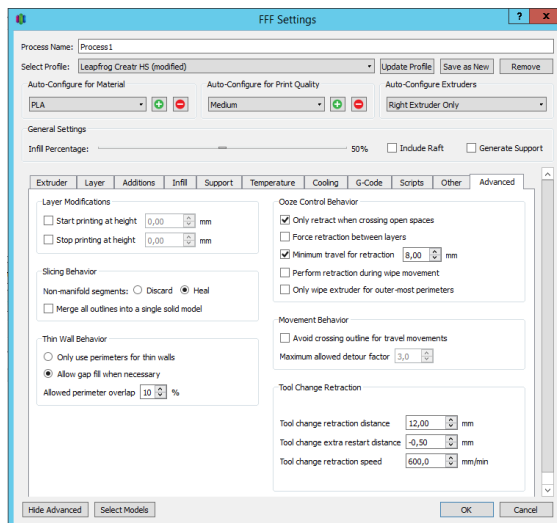 FFF Settings
? x
Process Name: Process1
Select Profile: Leapfrog Creatr HS (modified) Update Profile Save as New Remove
Auto-Configure for Material Auto-Configure for Print Quality Auto-Configure Extruders
PLA Medium Right Extruder Only
General Settings
Infill Percentage: 50% Include Raft Generate Support
Extruder Layer Additions Infill Support Temperature Cooling G-Code Scripts Other Advanced
Layer Modifications
Start printing at height 0,00 mm
Stop printing at height 0,00 mm
Slicing Behavior
Non-manifold segments: Discard Heal
Merge all outlines into a single solid model
Thin Wall Behavior
Only use perimeters for thin walls
Allow gap fill when necessary
Allowed perimeter overlap 10 %
Ooze Control Behavior
Only retract when crossing open spaces
Force retraction between layers
Minimum travel for retraction 8,00 mm
Perform retraction during wipe movement
Only wipe extruder for outer-most perimeters
Movement Behavior
Avoid crossing outline for travel movements
Maximum allowed detour factor 3,0
Tool Change Retraction
Tool change retraction distance 12,00 mm
Tool change extra restart distance -0,50 mm
Tool change retraction speed 600,0 mm/min
Hide Advanced Select Models OK Cancel